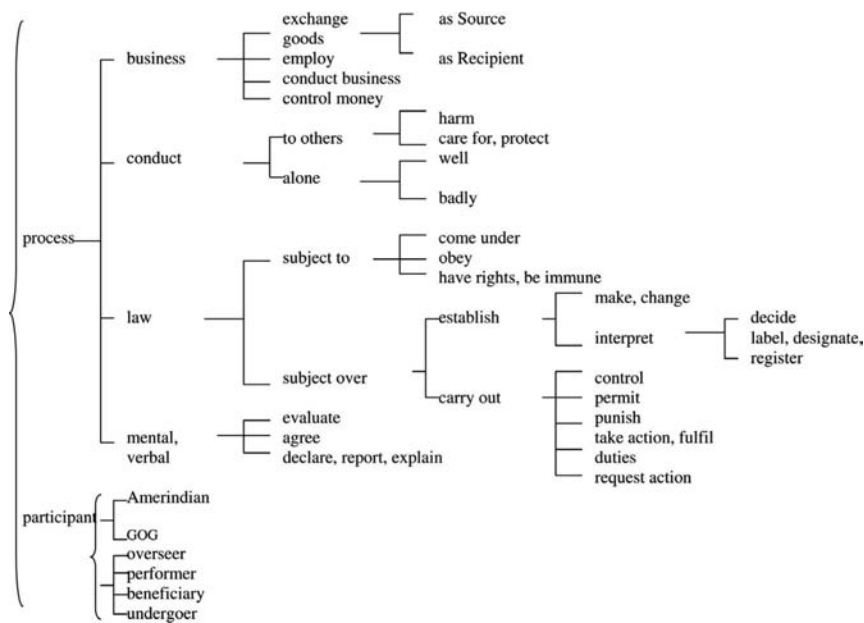 exchange
goods
employ
conduct business
control money
as Source
as Recipient
business
conduct
to others
alone
harm
care for, protect
well
badly
process
law
subject to
come under
obey
have rights, be immune
subject over
establish
make, change
interpret
decide
label, designate,
register
carry out
control
permit
punish
take action, fulfil
duties
request action
mental,
verbal
evaluate
agree
declare, report, explain
participant
Amerindian
GOG
overseer
performer
beneficiary
undergoer